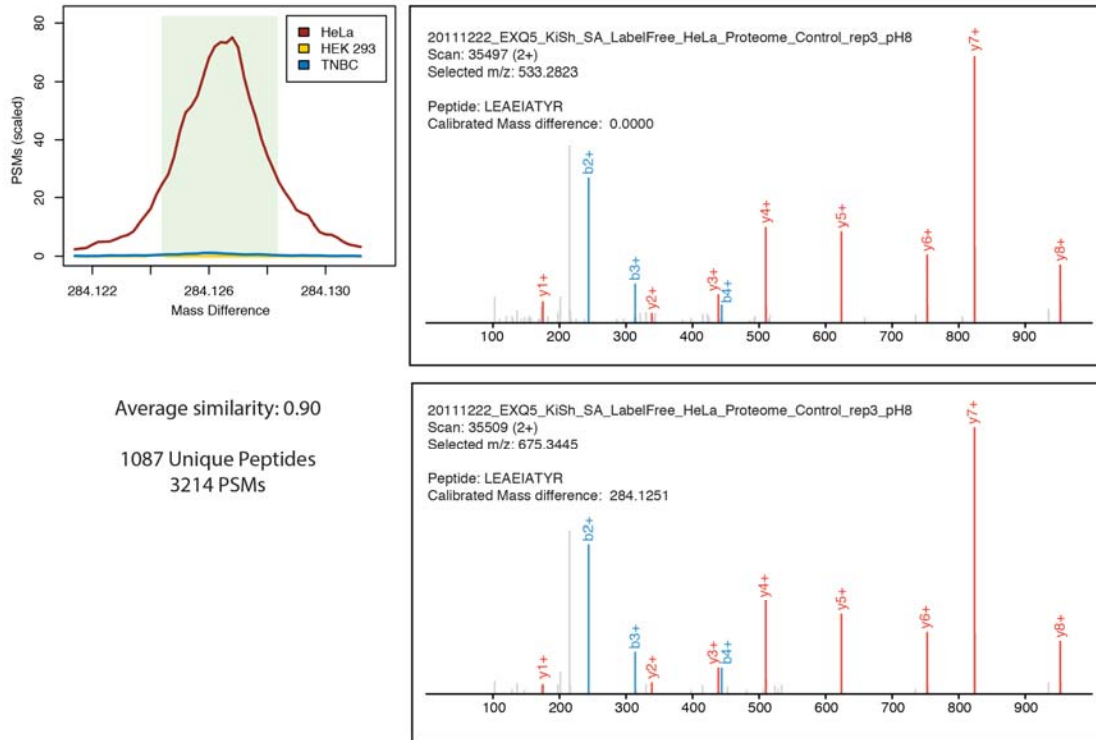 80
60
40
20
0
PSMs (scaled)
HeLa
HEK 293
TNBC
284.122
284.126
284.130
Mass Difference
20111222_EXQ5_KiSh_SA_LabelFree_HeLa_Proteome_Control_rep3_pH8
Scan: 35497 (2+)
Selected m/z: 533.2823
Peptide: LEAEIATYR
Calibrated Mass difference: 0.0000
y1+
b2+
b3+
y2+
y3+
b4+
y4+
y5+
y6+
y7+
y8+
100 200 300 400 500 600 700 800 900
Average similarity: 0.90
1087 Unique Peptides
3214 PSMs
20111222_EXQ5_KiSh_SA_LabelFree_HeLa_Proteome_Control_rep3_pH8
Scan: 35509 (2+)
Selected m/z: 675.3445
Peptide: LEAEIATYR
Calibrated Mass difference: 284.1251
y1+
b2+
b3+
y2+
y3+
b4+
y4+
y5+
y6+
y7+
y8+
100 200 300 400 500 600 700 800 900